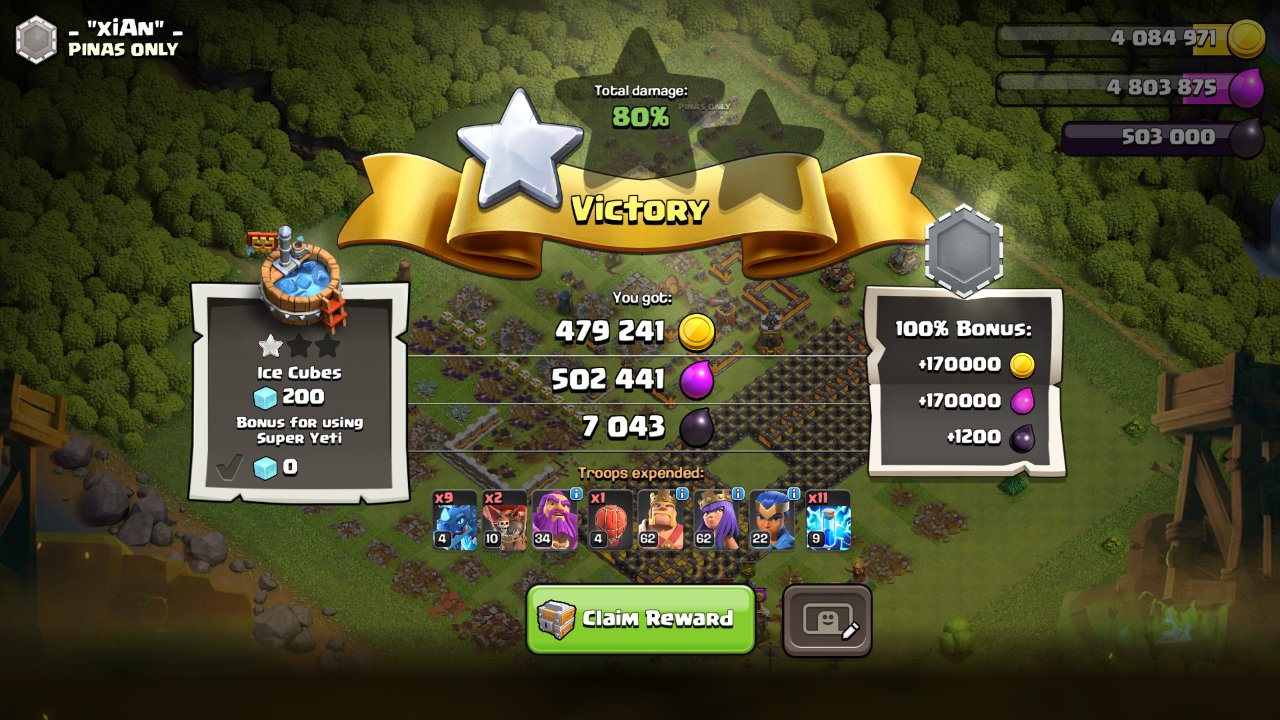 - "xiAn" -
PINAS ONLY
4 084 971
4 803 875
503 000
Total damage:
80%
PINAS ONLY
Victory
You got:
479 241
502 441
7 043
Ice Cubes
200
Bonus for using
Super Yeti
0
100% Bonus:
+170000
+170000
+1200
Troops expended:
x9 x2 x1 x11
4 10 34 4 62 62 22 9
Claim Reward